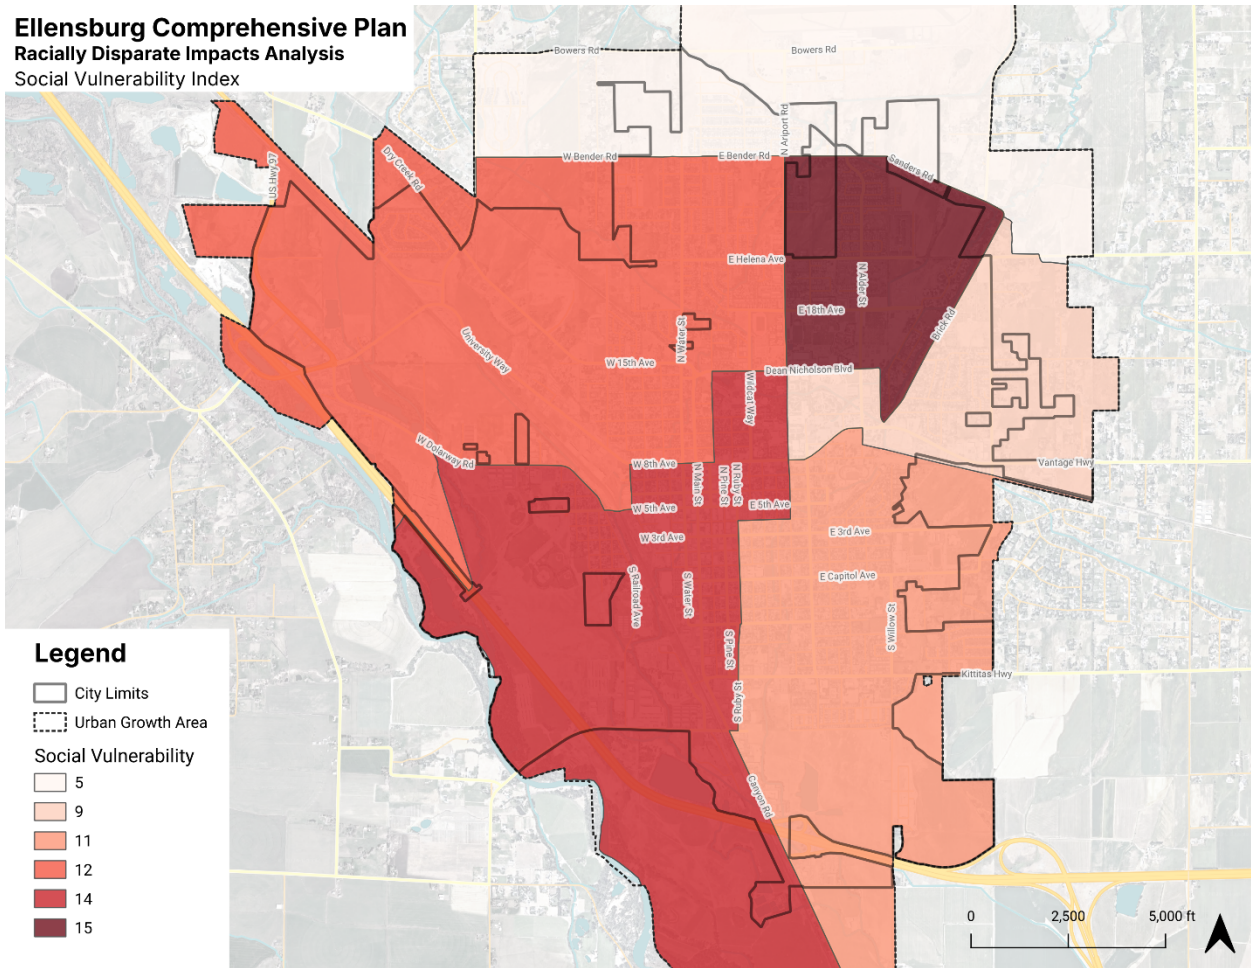 Ellensburg Comprehensive Plan
Racially Disparate Impacts Analysis
Social Vulnerability Index
Bowers Rd
Bowers Rd
N Ariport Rd
W Bender Rd
E Bender Rd
Sanders Rd
US Hwy 97
Dry Creek Rd
E Helena Ave
N Alder St
E 18th Ave
Brick Rd
N Water St
University Way
W 15th Ave
Dean Nicholson Blvd
Wildcat Way
W Dolarway Rd
W 8th Ave
N Main St
N Pine St
N Ruby St
Vantage Hwy
W 5th Ave
E 5th Ave
W 3rd Ave
E 3rd Ave
E Capitol Ave
S Railroad Ave
S Water St
S Willow St
S Pine St
Kittitas Hwy
S Ruby St
Canyon Rd
Legend
City Limits
Urban Growth Area
Social Vulnerability
5
9
11
12
14
15
0 2,500 5,000 ft